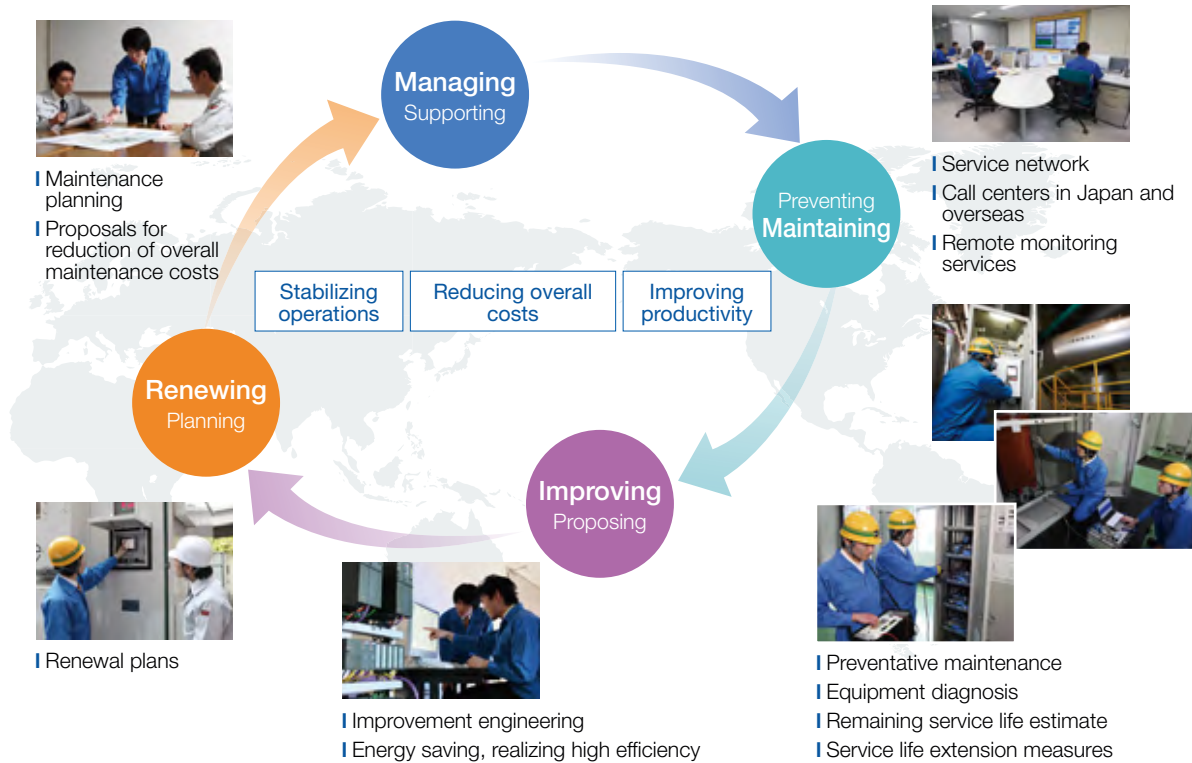 Managing
Supporting
Preventing
Maintaining
Improving
Proposing
Renewing
Planning
Stabilizing
operations
Reducing overall
costs
Improving
productivity
Maintenance
planning
Proposals for
reduction of overall
maintenance costs
Service network
Call centers in Japan and
overseas
Remote monitoring
services
Renewal plans
Improvement engineering
Energy saving, realizing high efficiency
Preventative maintenance
Equipment diagnosis
Remaining service life estimate
Service life extension measures